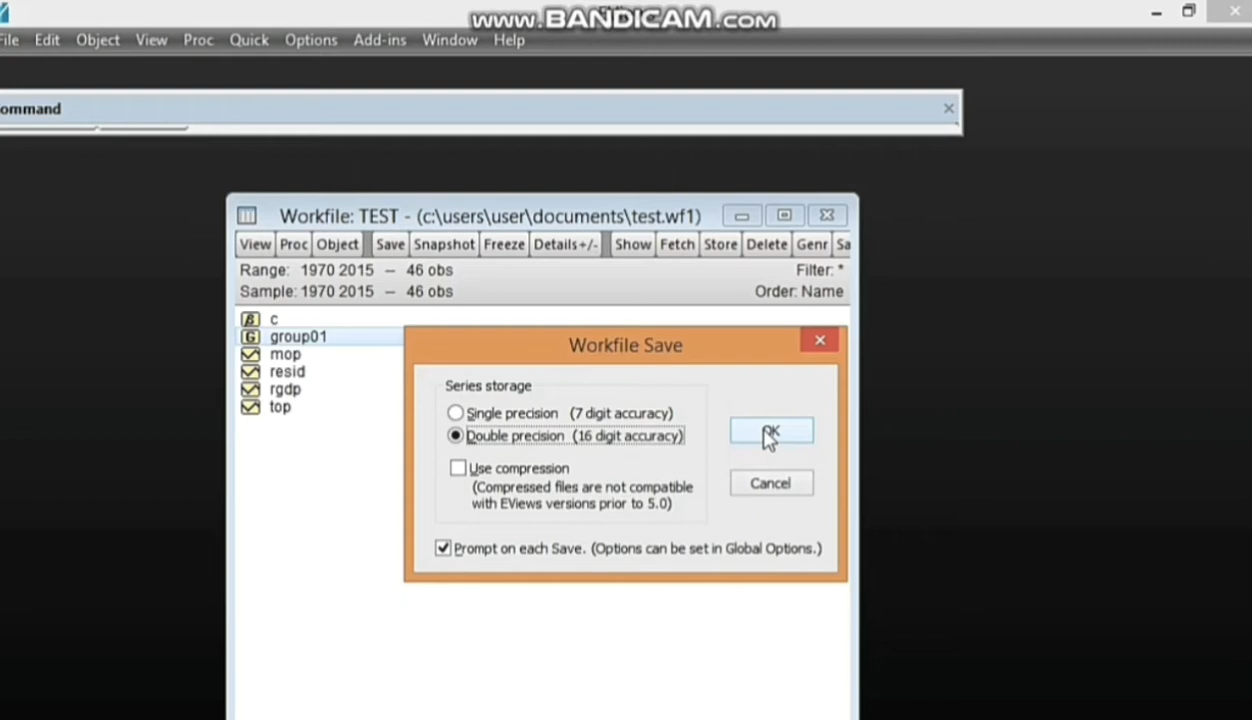 www.BANDICAM.com
File Edit Object View Proc Quick Options Add-ins Window Help
ommand
Workfile: TEST - (c:\users\user\documents\test.wf1)
View Proc Object Save Snapshot Freeze Details+/- Show Fetch Store Delete Genr Sa
Range: 1970 2015 – 46 obs Filter: *
Sample: 1970 2015 – 46 obs Order: Name
β c
G group01
mop
resid
rgdp
top
Workfile Save
Series storage
Single precision (7 digit accuracy)
Double precision (16 digit accuracy)
OK
Use compression
(Compressed files are not compatible
with EViews versions prior to 5.0)
Cancel
Prompt on each Save. (Options can be set in Global Options.)